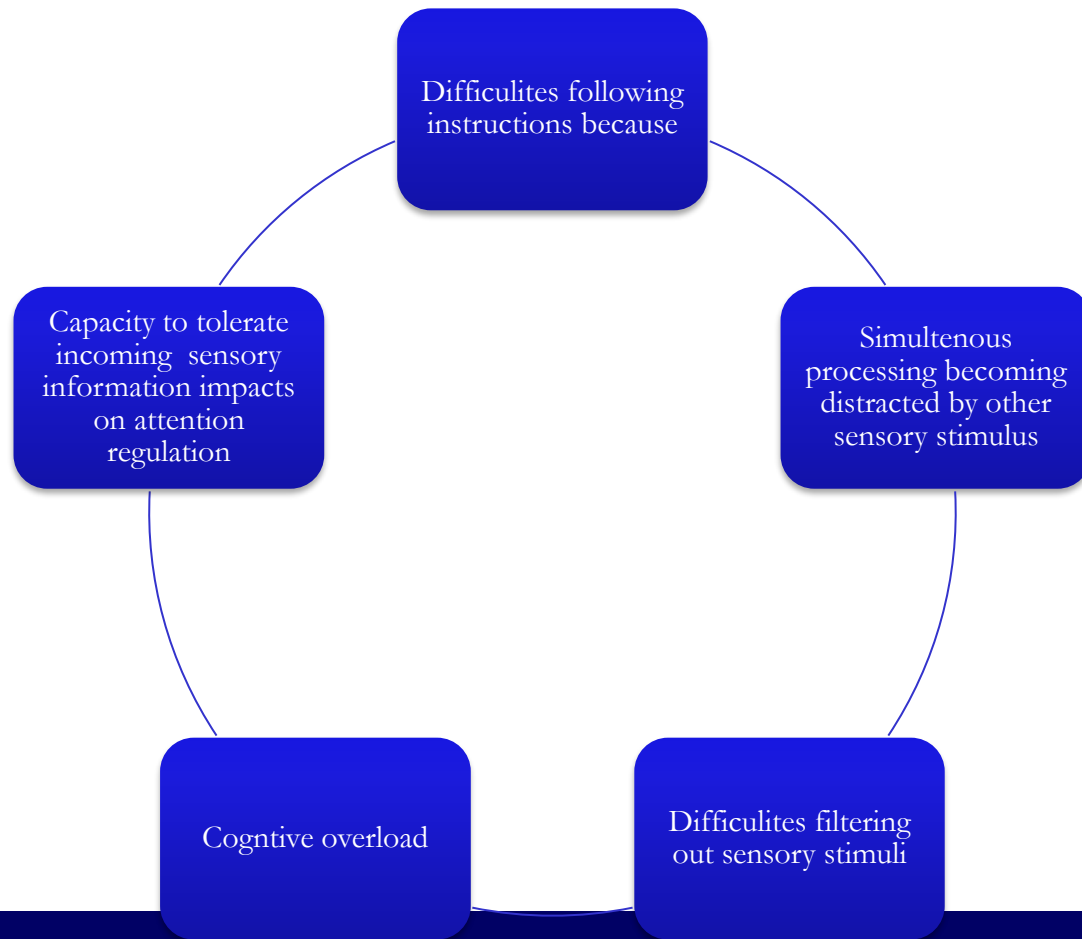 Difficulites following
instructions because
Simultenous
processing becoming
distracted by other
sensory stimulus
Difficulites filtering
out sensory stimuli
Cogntive overload
Capacity to tolerate
incoming sensory
information impacts
on attention
regulation